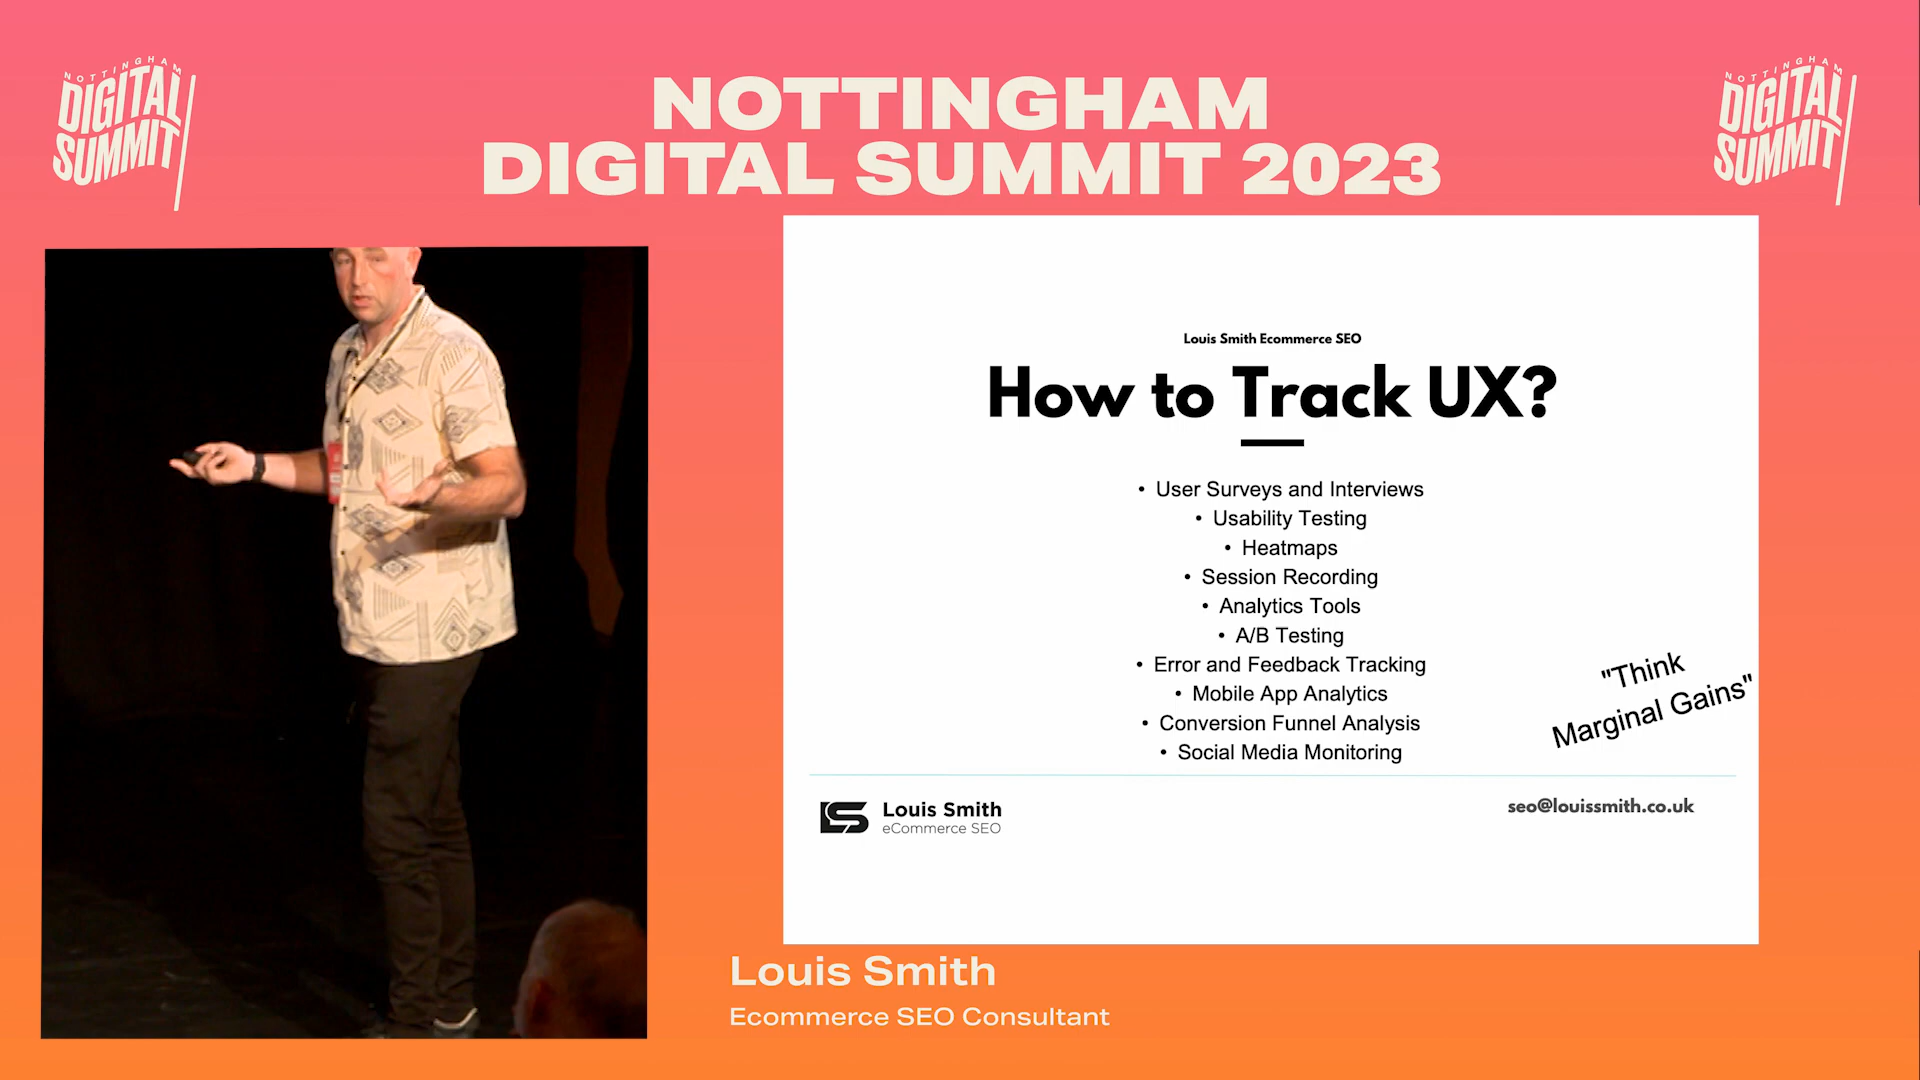 NOTTINGHAM
DIGITAL
SUMMIT
NOTTINGHAM
DIGITAL SUMMIT 2023
NOTTINGHAM
DIGITAL
SUMMIT
Louis Smith Ecommerce SEO
How to Track UX?
• User Surveys and Interviews
• Usability Testing
• Heatmaps
• Session Recording
• Analytics Tools
• A/B Testing
• Error and Feedback Tracking
• Mobile App Analytics
• Conversion Funnel Analysis
• Social Media Monitoring
"Think
Marginal Gains"
LS
Louis Smith
eCommerce SEO
seo@louissmith.co.uk
Louis Smith
Ecommerce SEO Consultant